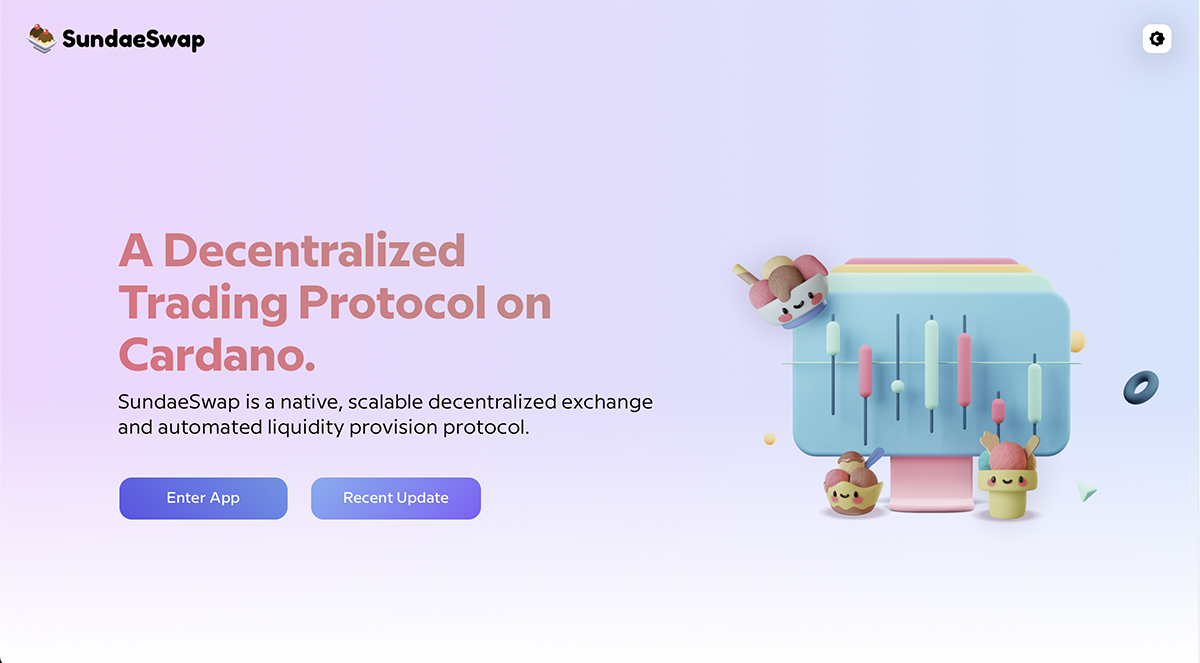 SundaeSwap
A Decentralized
Trading Protocol on
Cardano.
SundaeSwap is a native, scalable decentralized exchange
and automated liquidity provision protocol.
Enter App
Recent Update